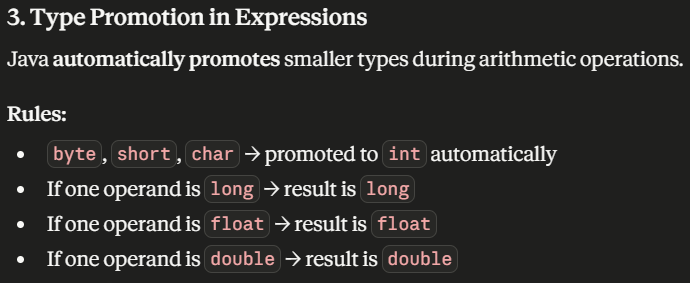 3. Type Promotion in Expressions
Java automatically promotes smaller types during arithmetic operations.
Rules:
• byte, short, char → promoted to int automatically
• If one operand is long → result is long
• If one operand is float → result is float
• If one operand is double → result is double